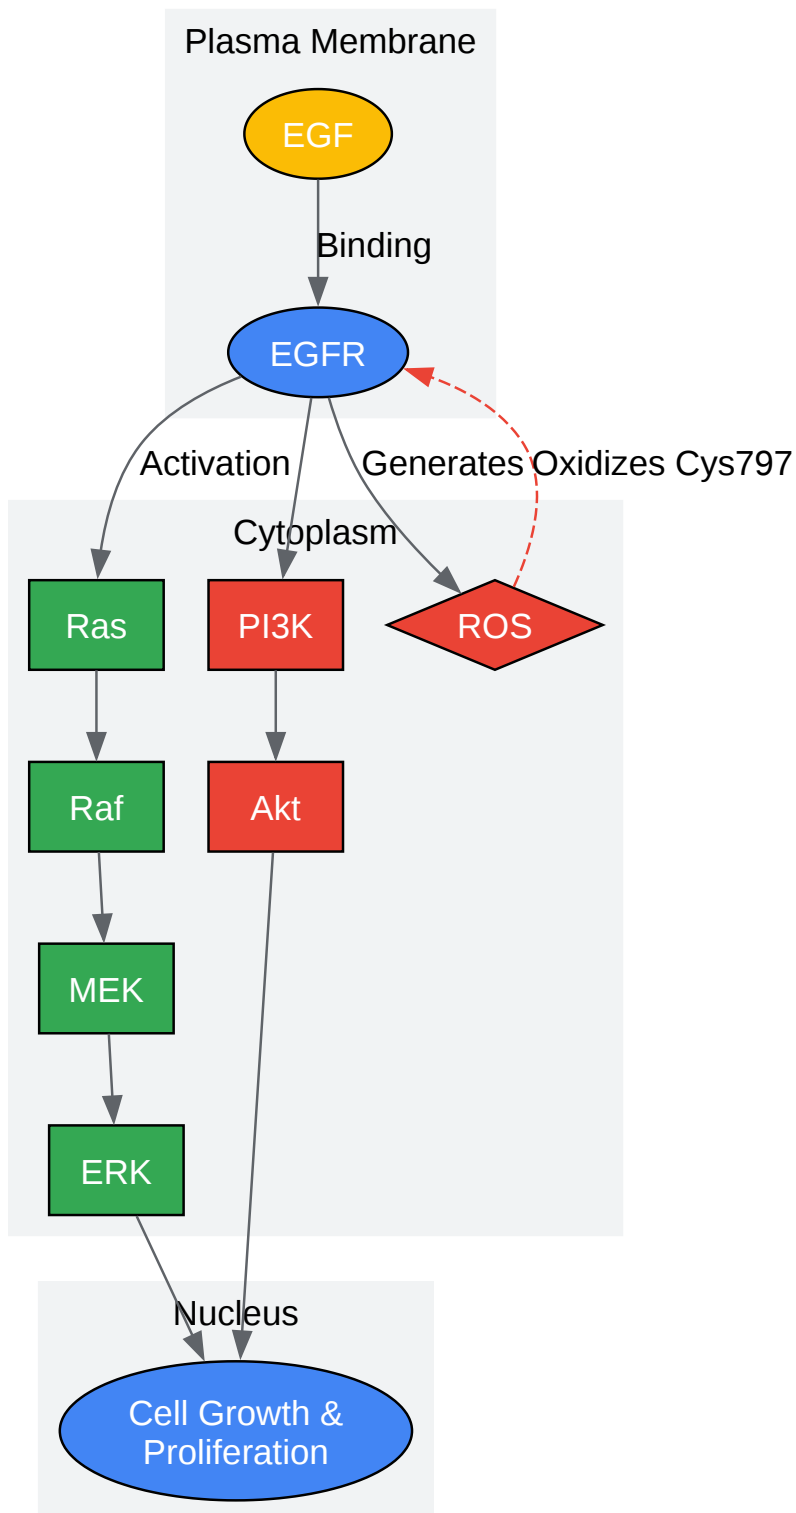 Plasma Membrane
EGF
Binding
EGFR
Activation
Generates
Oxidizes Cys797
Cytoplasm
Ras
PI3K
ROS
Raf
Akt
MEK
ERK
Nucleus
Cell Growth &
Proliferation